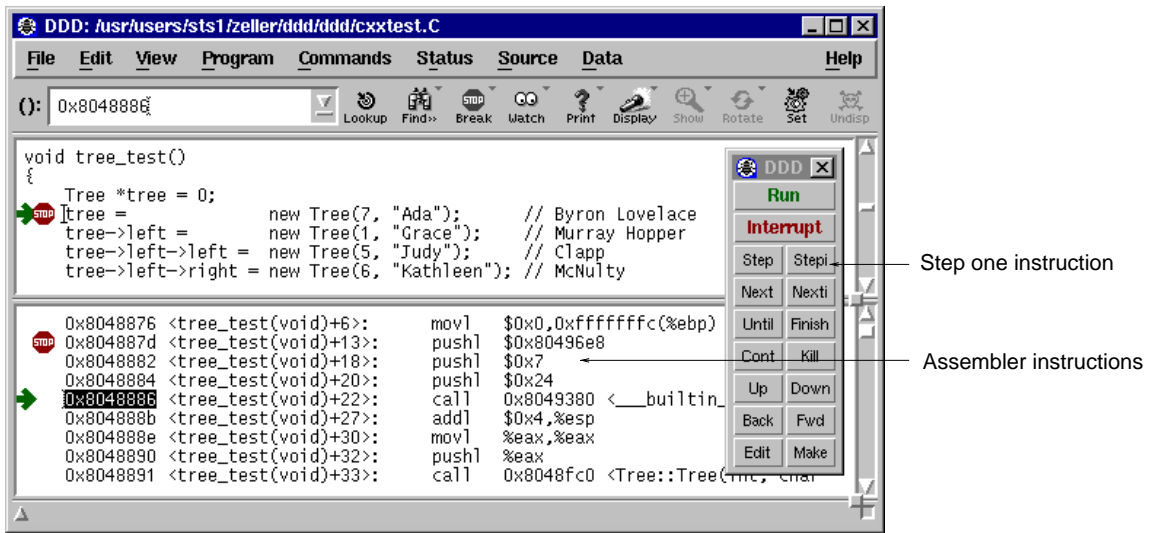 DDD: /usr/users/sts1/zeller/ddd/ddd/cxxtest.C
File Edit View Program Commands Status Source Data Help
(): 0x8048886 Lookup Find» Break Watch Print Display Show Rotate Set Undisp
void tree_test()
{
Tree *tree = 0;
tree = new Tree(7, "Ada"); // Byron Lovelace
tree->left = new Tree(1, "Grace"); // Murray Hopper
tree->left->left = new Tree(5, "Judy"); // Clapp
tree->left->right = new Tree(6, "Kathleen"); // McNulty
STOP
STOP
STOP
0x8048876 <tree_test(void)+6>: movl $0x0,0xfffffffc(%ebp)
0x804887d <tree_test(void)+13>: pushl $0x80496e8
0x8048882 <tree_test(void)+18>: pushl $0x7
0x8048884 <tree_test(void)+20>: pushl $0x24
0x8048886 <tree_test(void)+22>: call 0x8049380 <___builtin_
0x804888b <tree_test(void)+27>: addl $0x4,%esp
0x804888e <tree_test(void)+30>: movl %eax,%eax
0x8048890 <tree_test(void)+32>: pushl %eax
0x8048891 <tree_test(void)+33>: call 0x8048fc0 <Tree::Tree(int, char
DDD
Run
Interrupt
Step Stepi
Next Nexti
Until Finish
Cont Kill
Up Down
Back Fwd
Edit Make
Step one instruction
Assembler instructions